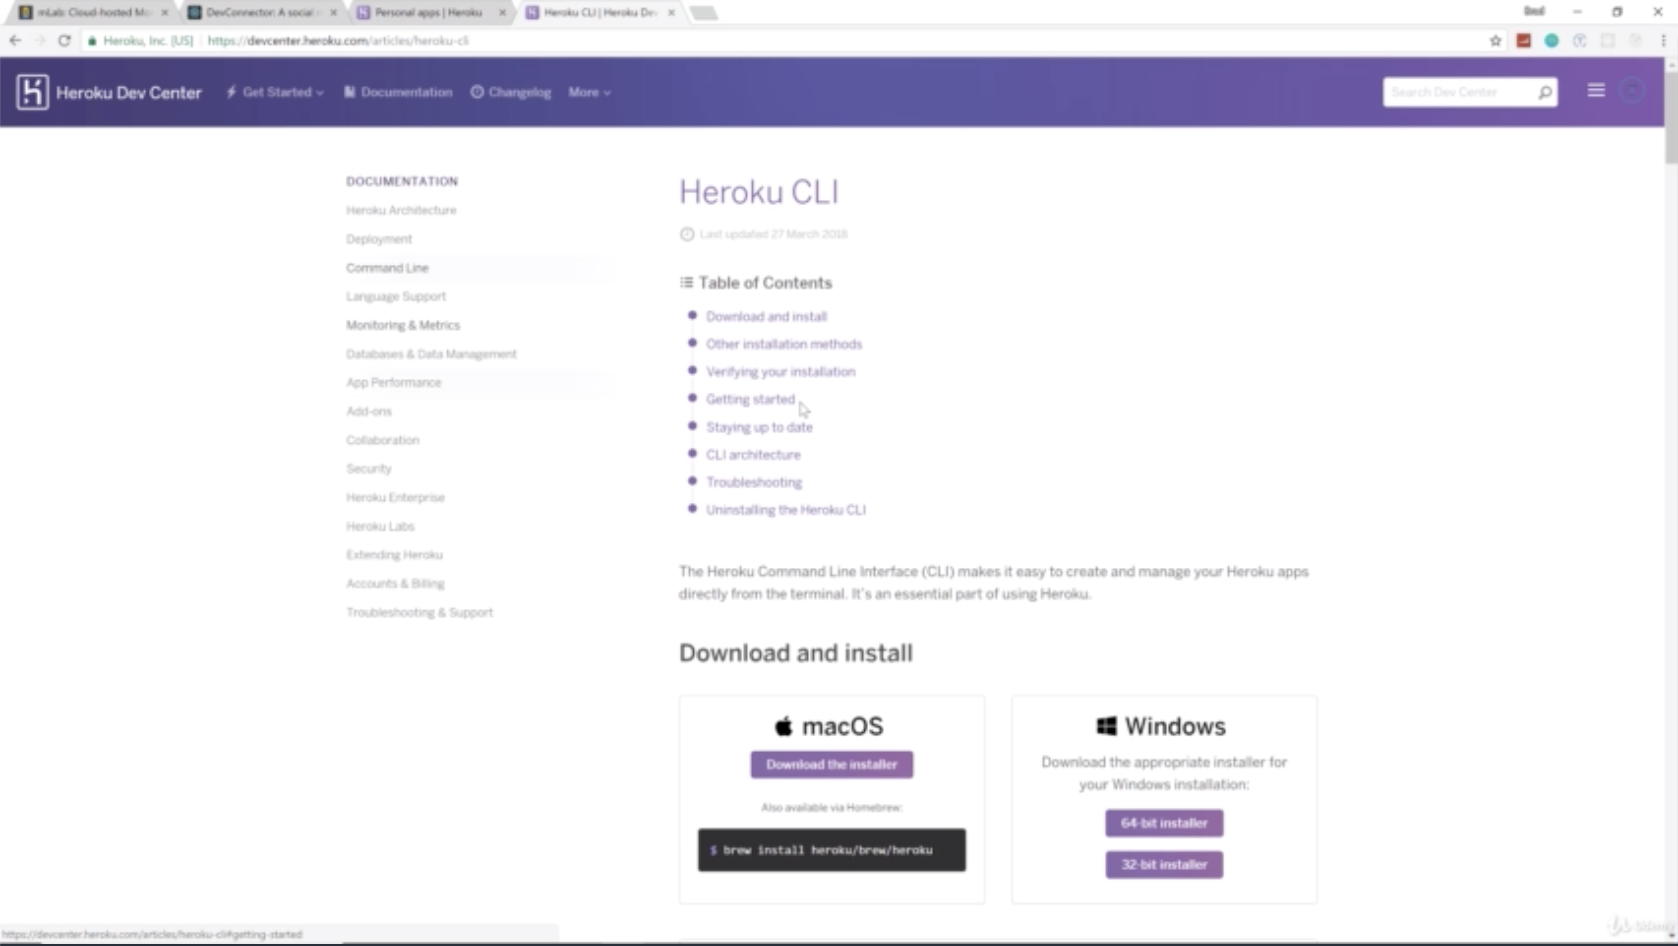 mLab: Cloud-hosted Mo
DevConnector: A social n
Personal apps | Heroku
Heroku CLI | Heroku Dev
Heroku, Inc. [US]
https://devcenter.heroku.com/articles/heroku-cli
Heroku Dev Center
Get Started
Documentation
Changelog
More
Search Dev Center
DOCUMENTATION
Heroku Architecture
Deployment
Command Line
Language Support
Monitoring & Metrics
Databases & Data Management
App Performance
Add-ons
Collaboration
Security
Heroku Enterprise
Heroku Labs
Extending Heroku
Accounts & Billing
Troubleshooting & Support
Heroku CLI
Last updated 27 March 2018
Table of Contents
Download and install
Other installation methods
Verifying your installation
Getting started
Staying up to date
CLI architecture
Troubleshooting
Uninstalling the Heroku CLI
The Heroku Command Line Interface (CLI) makes it easy to create and manage your Heroku apps
directly from the terminal. It's an essential part of using Heroku.
Download and install
macOS
Download the installer
Also available via Homebrew:
$ brew install heroku/brew/heroku
Windows
Download the appropriate installer for
your Windows installation:
64-bit installer
32-bit installer
https://devcenter.heroku.com/articles/heroku-cli#getting-started